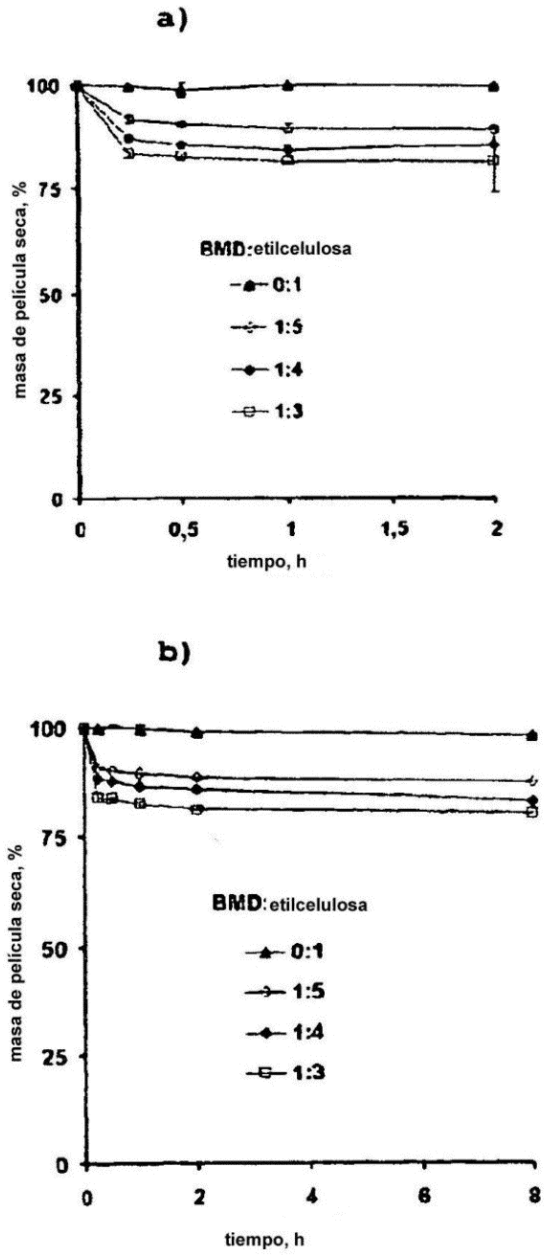 a)
masa de película seca, %
100
75
50
25
0
BMD:etilcelulosa
0:1
1:5
1:4
1:3
0 0,5 1 1,5 2
tiempo, h
b)
masa de película seca, %
100
75
50
25
0
BMD:etilcelulosa
0:1
1:5
1:4
1:3
0 2 4 6 8
tiempo, h